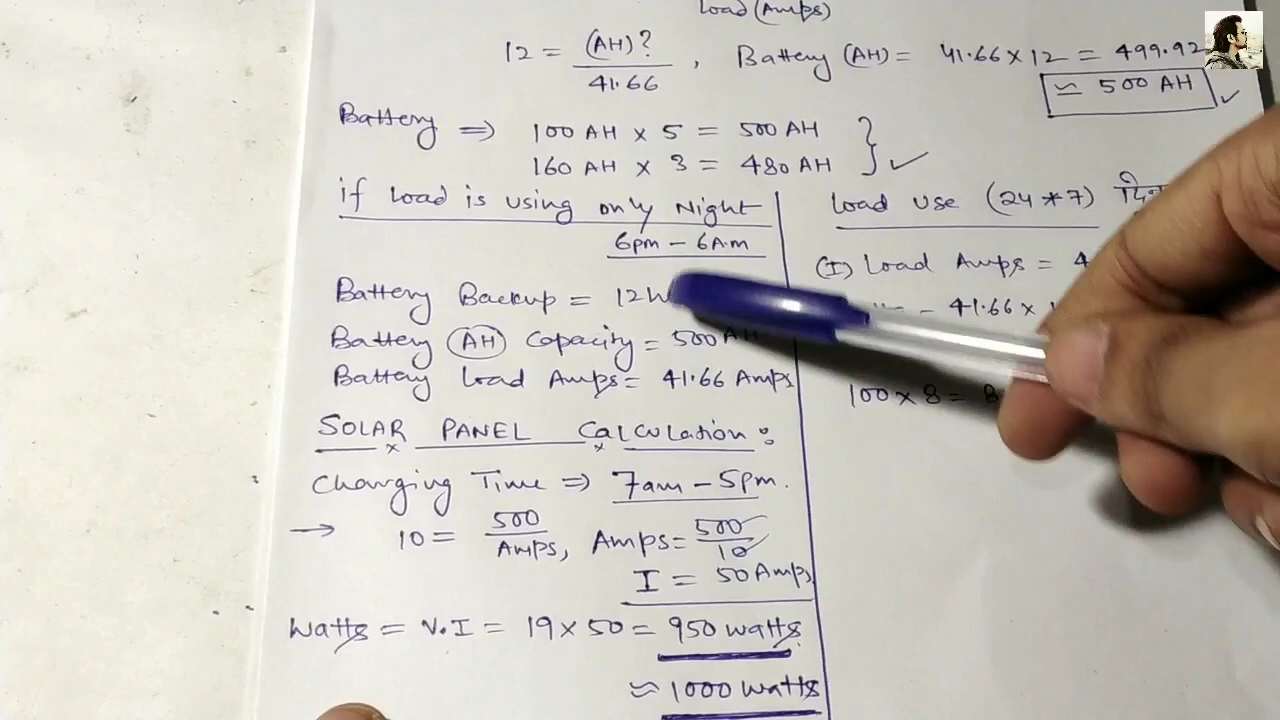 Load (Amps)
12 = (AH)? / 41.66 , Battery (AH) = 41.66 x 12 = 499.92
≈ 500 AH ✓
Battery => 100 AH x 5 = 500 AH
160 AH x 3 = 480 AH } ✓
if Load is using only Night
6pm - 6A.m
Battery Backup = 12
Battery (AH) Capacity = 500 AH
Battery Load Amps = 41.66 Amps
SOLAR PANEL Calculation :
Charging Time => 7am - 5pm.
→ 10 = 500 / Amps, Amps = 500 / 10
I = 50 Amps
Watts = V.I = 19 x 50 = 950 watts
≈ 1000 watts
Load use (24*7)
(I) Load Amps = 4
- 41.66 x 1
100 x 8 = 8